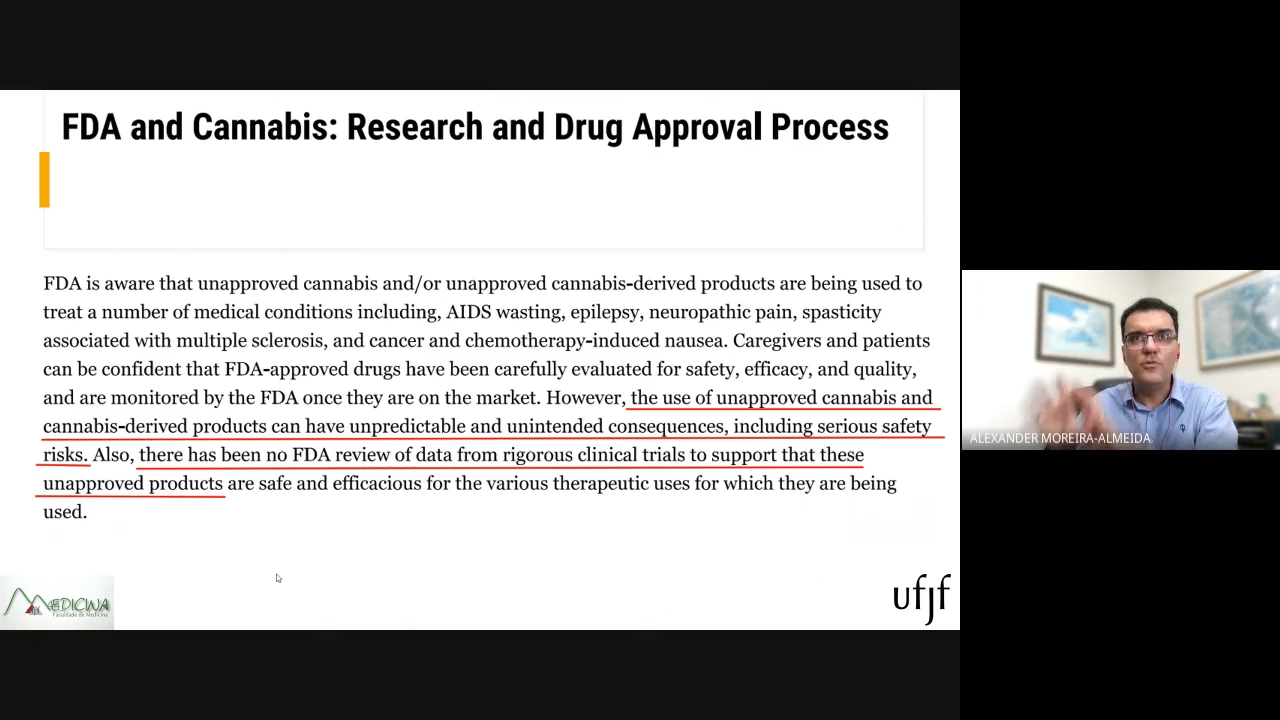 FDA and Cannabis: Research and Drug Approval Process
FDA is aware that unapproved cannabis and/or unapproved cannabis-derived products are being used to
treat a number of medical conditions including, AIDS wasting, epilepsy, neuropathic pain, spasticity
associated with multiple sclerosis, and cancer and chemotherapy-induced nausea. Caregivers and patients
can be confident that FDA-approved drugs have been carefully evaluated for safety, efficacy, and quality,
and are monitored by the FDA once they are on the market. However, the use of unapproved cannabis and
cannabis-derived products can have unpredictable and unintended consequences, including serious safety
risks. Also, there has been no FDA review of data from rigorous clinical trials to support that these
unapproved products are safe and efficacious for the various therapeutic uses for which they are being
used.
MEDICINA
Faculdade de Medicina
ufjf
ALEXANDER MOREIRA-ALMEIDA